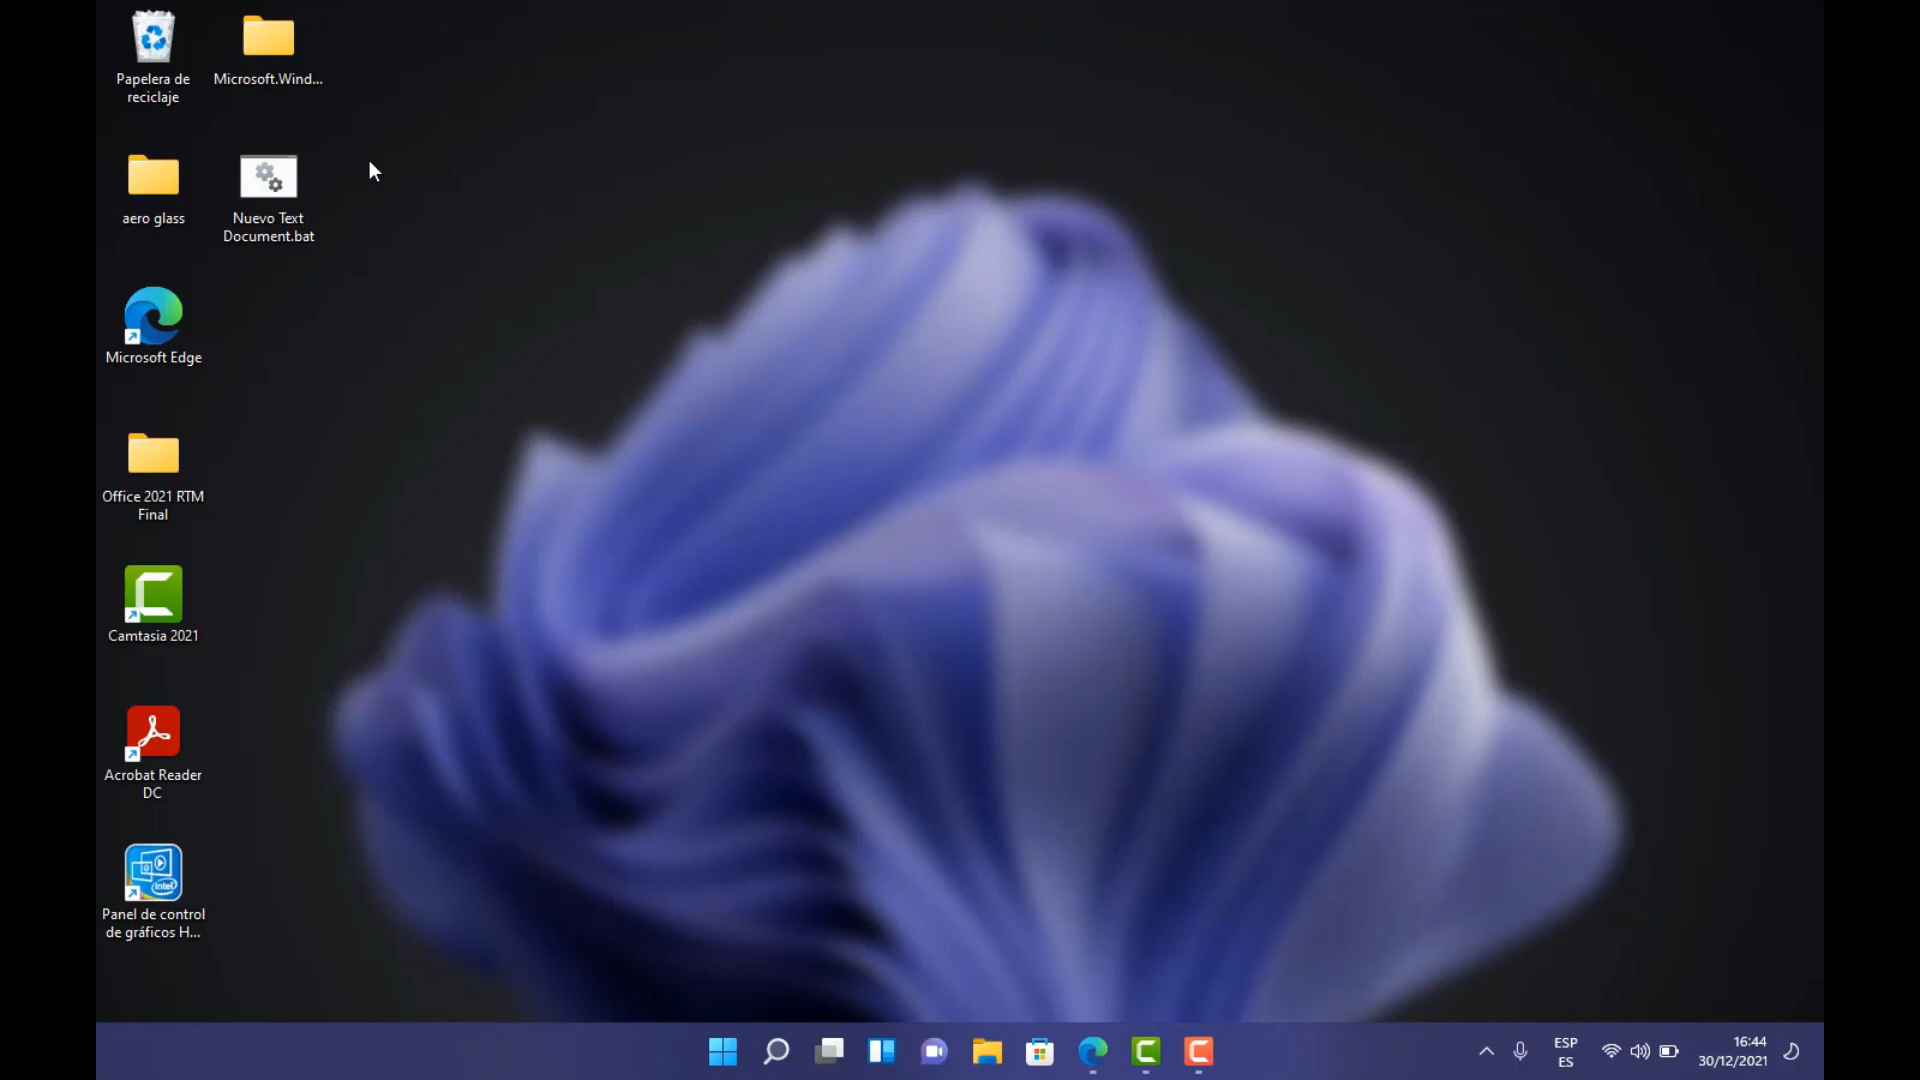 Papelera de
reciclaje
Microsoft.Wind...
aero glass
Nuevo Text
Document.bat
Microsoft Edge
Office 2021 RTM
Final
Camtasia 2021
Acrobat Reader
DC
intel
Panel de control
de gráficos H...
ESP
ES
16:44
30/12/2021